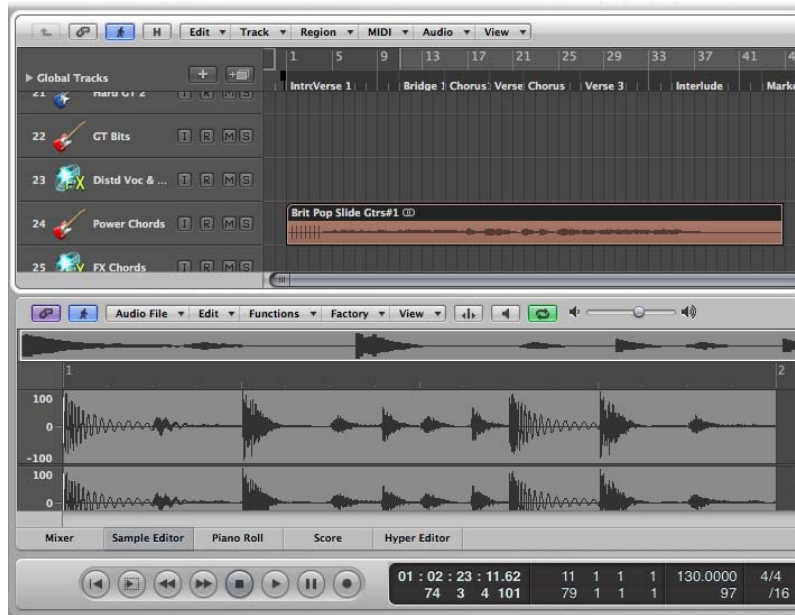 H Edit Track Region MIDI Audio View
1 5 9 13 17 21 25 29 33 37 41
Global Tracks
IntrcVerse 1 Bridge 1 Chorus Verse Chorus Verse 3 Interlude Marke
21 Hard GT 2 I R M S
22 GT Bits I R M S
23 FX Distd Voc & ... I R M S
24 Power Chords I R M S
Brit Pop Slide Gtrs#1
25 FX Chords I R M S
Audio File Edit Functions Factory View
1 2
100
0
-100
100
0
Mixer Sample Editor Piano Roll Score Hyper Editor
01 : 02 : 23 : 11.62 11 1 1 1 130.0000 4/4
74 3 4 101 79 1 1 1 97 /16